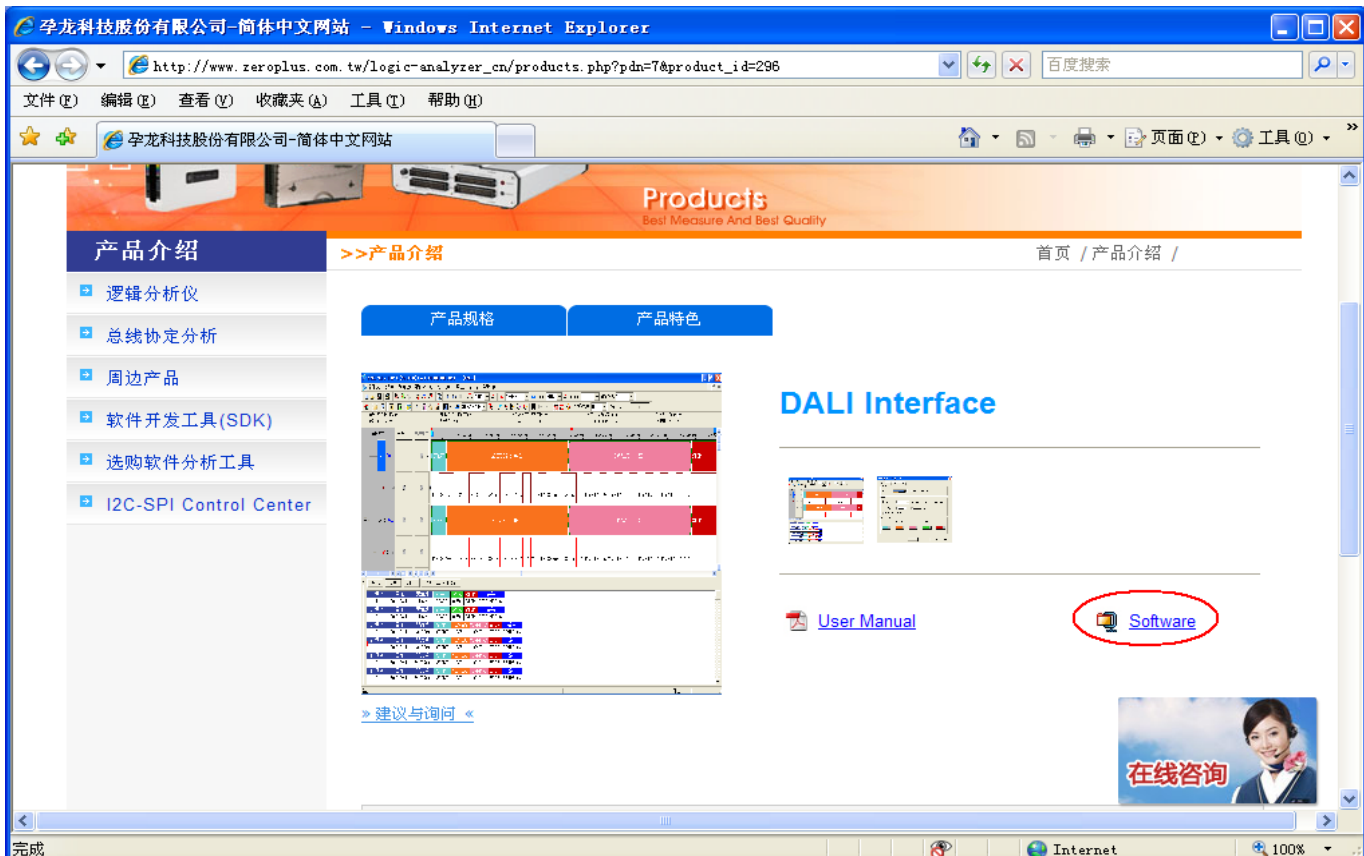 孕龙科技股份有限公司-简体中文网站 - Windows Internet Explorer
http://www.zeroplus.com.tw/logic-analyzer_cn/products.php?pdn=7&product_id=296
百度搜索
文件(F) 编辑(E) 查看(V) 收藏夹(A) 工具(T) 帮助(H)
孕龙科技股份有限公司-简体中文网站
页面(P) 工具(O) »
Products
Best Measure And Best Quality
产品介绍
>>产品介绍
首页 / 产品介绍 /
逻辑分析仪
总线协定分析
周边产品
软件开发工具(SDK)
选购软件分析工具
I2C-SPI Control Center
产品规格 产品特色
DALI Interface
User Manual
Software
» 建议与询问 «
在线咨询
完成
Internet
100%